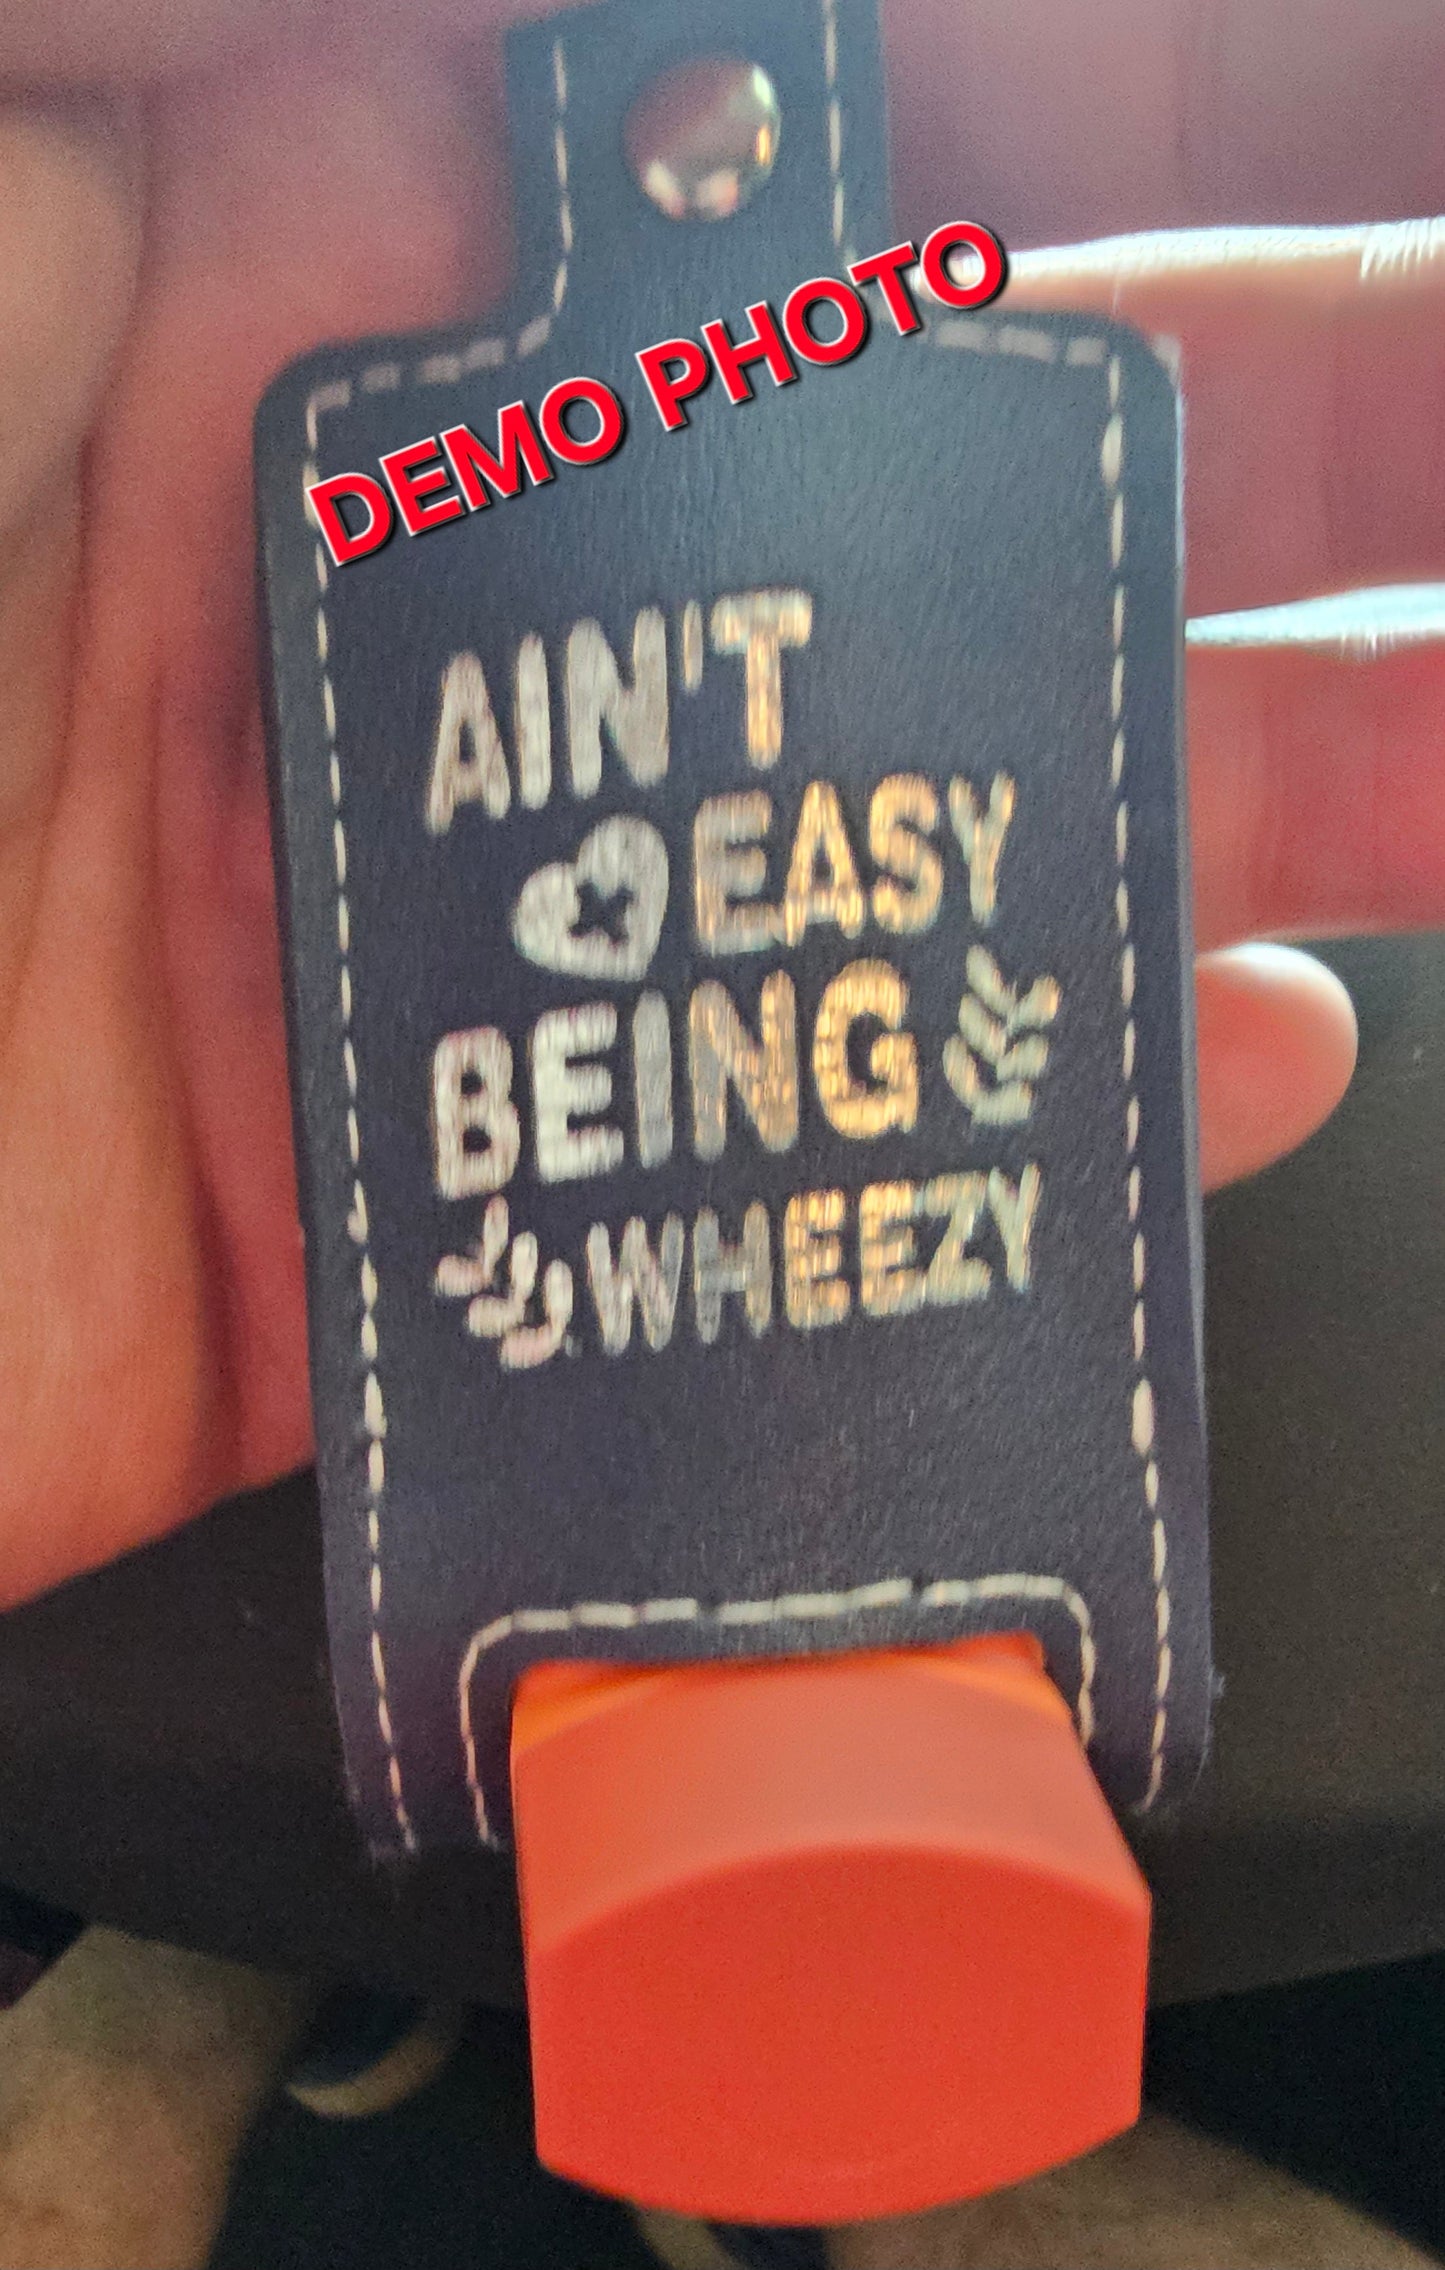 DEMO PHOTO
AIN'T
EASY
BEING
WHEEZY